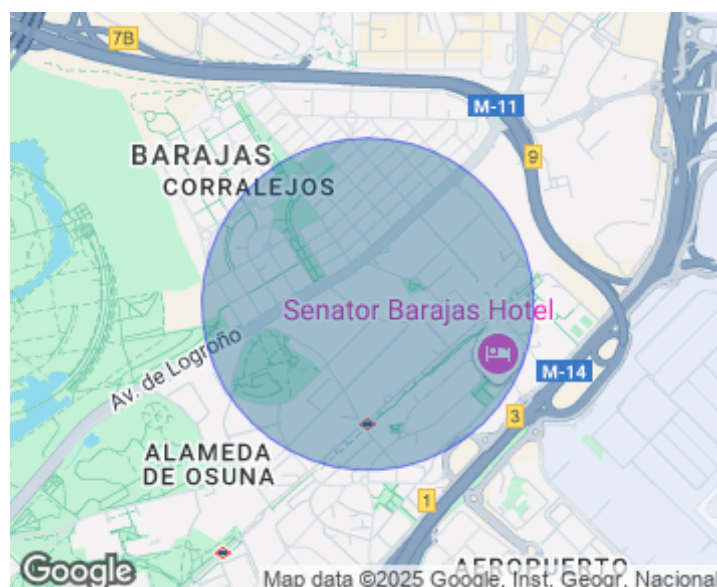 7B
M-11
BARAJAS
9
CORRALEJOS
Senator Barajas Hotel
Av. de Logroño
M-14
3
ALAMEDA
DE OSUNA
1
AEROPUERTO
Google
Map data ©2025 Google, Inst. Geogr. Nacional